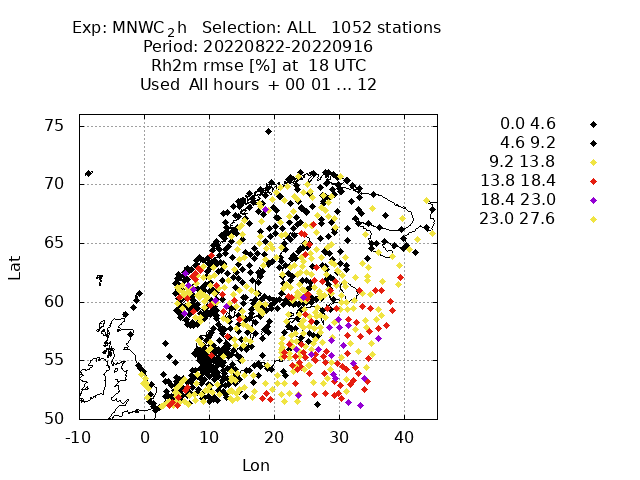 Exp: MNWC_2h Selection: ALL 1052 stations
Period: 20220822-20220916
Rh2m rmse [%] at 18 UTC
Used All hours + 00 01 ... 12
0.0 4.6
4.6 9.2
9.2 13.8
13.8 18.4
18.4 23.0
23.0 27.6
75
70
65
60
55
50
Lat
-10 0 10 20 30 40
Lon